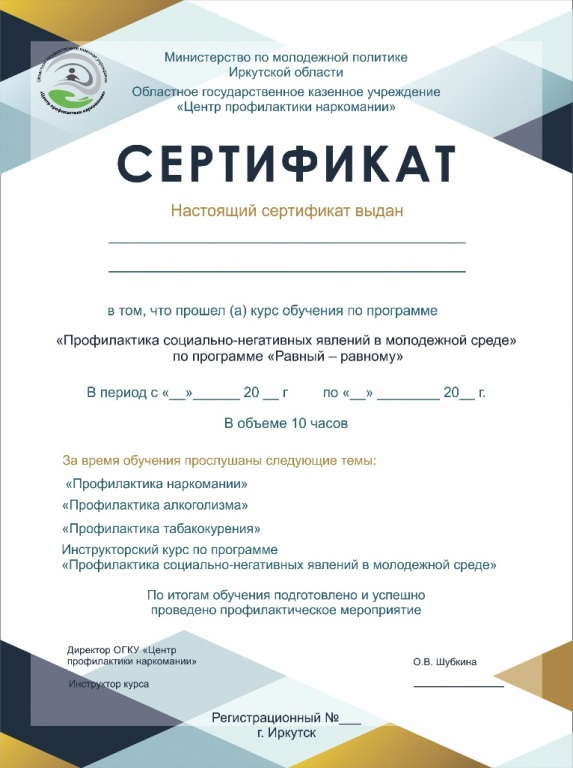 Министерство по молодежной политике
Иркутской области
Областное государственное казенное учреждение
«Центр профилактики наркомании»
«Центр профилактики наркомании»
СЕРТИФИКАТ
Настоящий сертификат выдан
в том, что прошел (а) курс обучения по программе
«Профилактика социально-негативных явлений в молодежной среде»
по программе «Равный – равному»
В период с «__»______ 20 __ г по «__» ________ 20__ г.
В объеме 10 часов
За время обучения прослушаны следующие темы:
«Профилактика наркомании»
«Профилактика алкоголизма»
«Профилактика табакокурения»
Инструкторский курс по программе
«Профилактика социально-негативных явлений в молодежной среде»
По итогам обучения подготовлено и успешно
проведено профилактическое мероприятие
Директор ОГКУ «Центр
профилактики наркомании»
О.В. Шубкина
Инструктор курса
Регистрационный №___
г. Иркутск